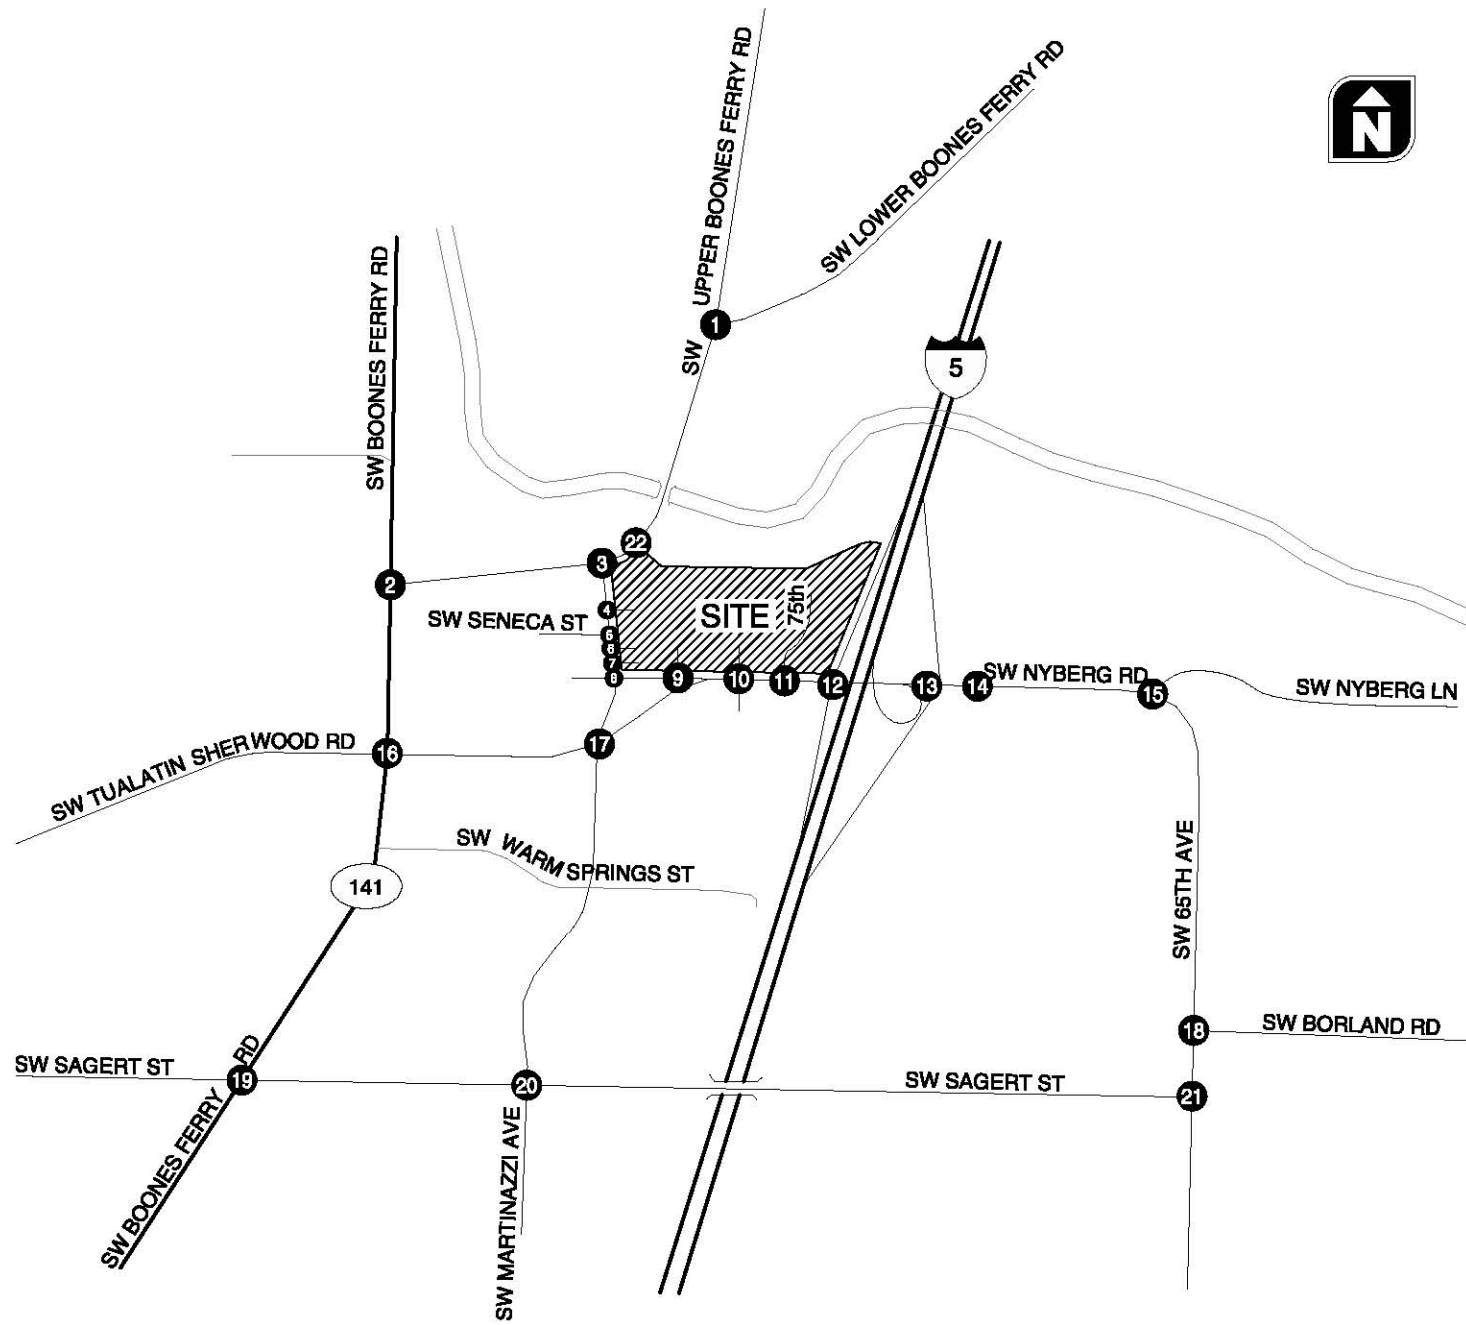 UPPER BOONES FERRY RD
SW
SW LOWER BOONES FERRY RD
N
SW BOONES FERRY RD
1
5
22
3
2
4
SITE
75th
SW SENECA ST
6
7
8
9
10
11
12
13
14
SW NYBERG RD
15
SW NYBERG LN
17
16
SW TUALATIN SHERWOOD RD
SW WARM SPRINGS ST
141
SW 65TH AVE
18
SW BORLAND RD
SW SAGERT ST
19
20
SW SAGERT ST
21
SW BOONES FERRY RD
SW MARTINAZZI AVE